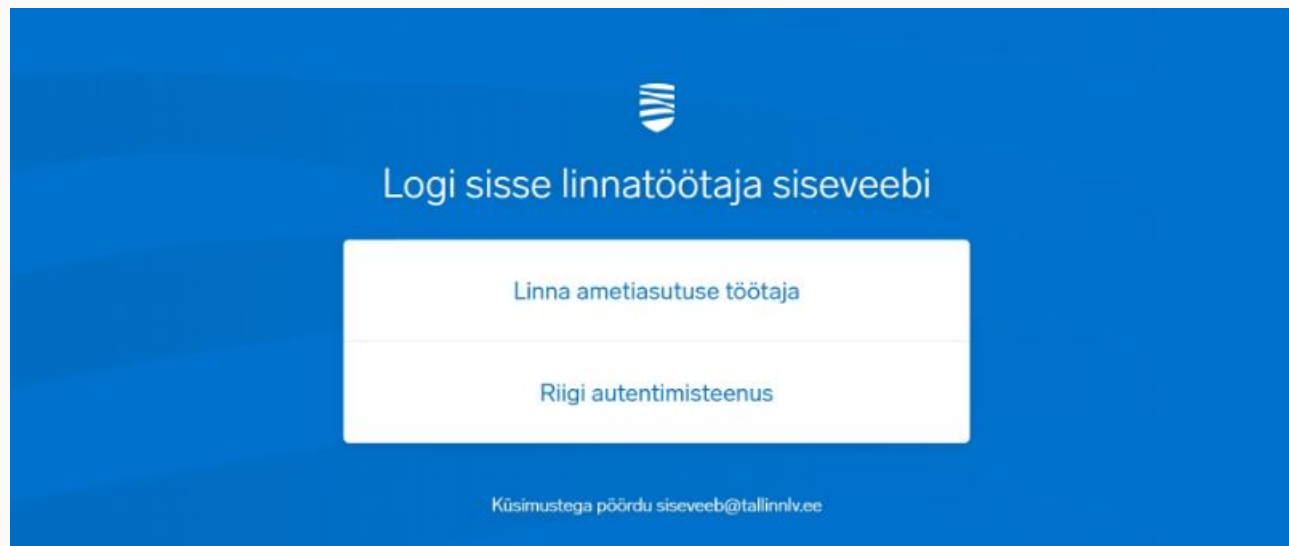 Logi sisse linnatöötaja siseveebi
Linna ametiasutuse töötaja
Riigi autentimisteenus
Küsimustega pöördu siseveeb@tallinnlv.ee